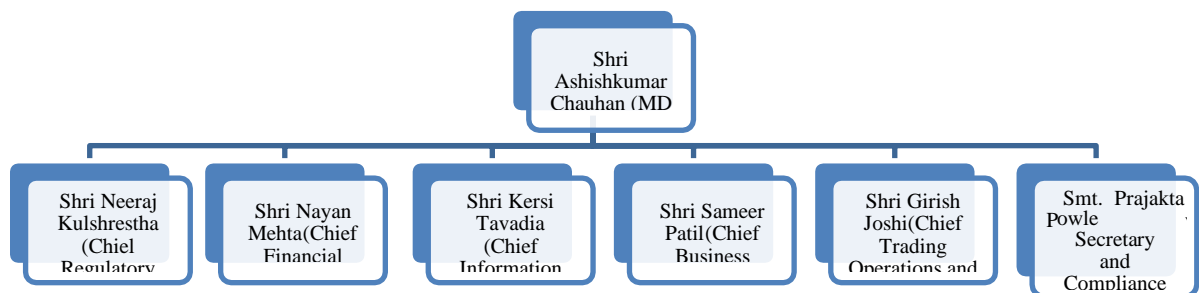 Shri
Ashishkumar
Chauhan (MD
Shri Neeraj
Kulshrestha
(Chiel
Regulatory
Shri Nayan
Mehta(Chief
Financial
Shri Kersi
Tavadia
(Chief
Information
Shri Sameer
Patil(Chief
Business
Shri Girish
Joshi(Chief
Trading
Operations and
Smt. Prajakta
Powle
Secretary
and
Compliance